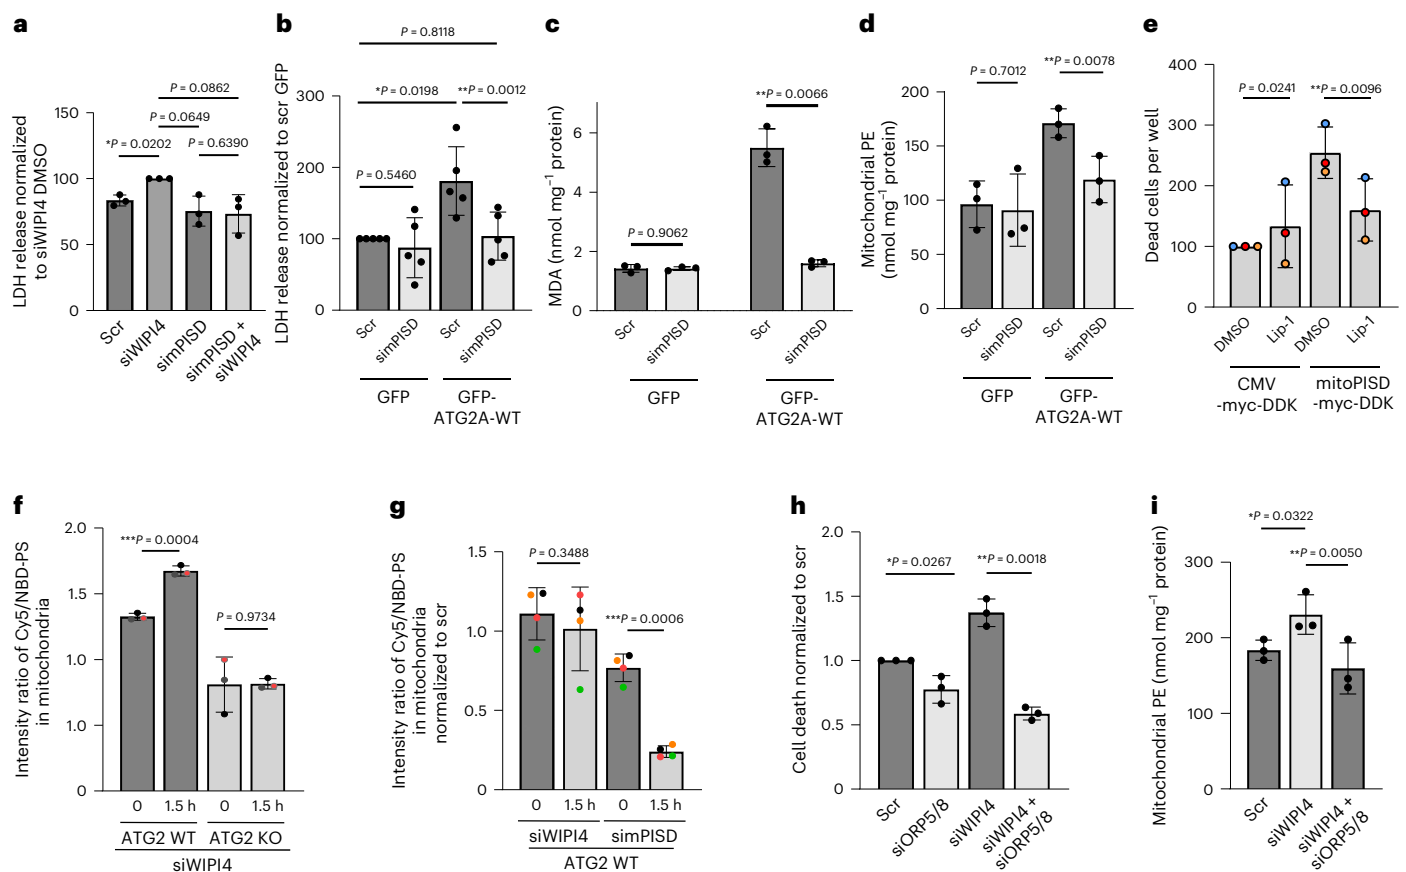 a
LDH release normalized
to siWIPI4 DMSO
150
100
50
0
P = 0.0862
P = 0.0649
*P = 0.0202
P = 0.6390
Scr
siWIPI4
simPISD
simPISD +
siWIPI4
b
LDH release normalized to scr GFP
300
200
100
0
P = 0.8118
*P = 0.0198
**P = 0.0012
P = 0.5460
Scr
simPISD
Scr
simPISD
GFP
GFP-
ATG2A-WT
c
MDA (nmol mg−1 protein)
6
4
2
0
**P = 0.0066
P = 0.9062
Scr
simPISD
Scr
simPISD
GFP
GFP-
ATG2A-WT
d
Mitochondrial PE
(nmol mg−1 protein)
200
150
100
50
0
P = 0.7012
**P = 0.0078
Scr
simPISD
Scr
simPISD
GFP
GFP-
ATG2A-WT
e
Dead cells per well
400
300
200
100
0
P = 0.0241
**P = 0.0096
DMSO
Lip-1
DMSO
Lip-1
CMV
-myc-DDK
mitoPISD
-myc-DDK
f
Intensity ratio of Cy5/NBD-PS
in mitochondria
2.0
1.5
1.0
1.0
0
***P = 0.0004
P = 0.9734
0
1.5 h
0
1.5 h
ATG2 WT
ATG2 KO
siWIPI4
g
Intensity ratio of Cy5/NBD-PS
in mitochondria
normalized to scr
1.5
1.0
0.5
0
P = 0.3488
***P = 0.0006
0
1.5 h
0
1.5 h
siWIPI4
simPISD
ATG2 WT
h
Cell death normalized to scr
2.0
1.5
1.0
0.5
0
*P = 0.0267
**P = 0.0018
Scr
siORP5/8
siWIPI4
siWIPI4 +
siORP5/8
i
Mitochondrial PE (nmol mg−1 protein)
300
200
100
0
*P = 0.0322
**P = 0.0050
Scr
siWIPI4
siWIPI4 +
siORP5/8